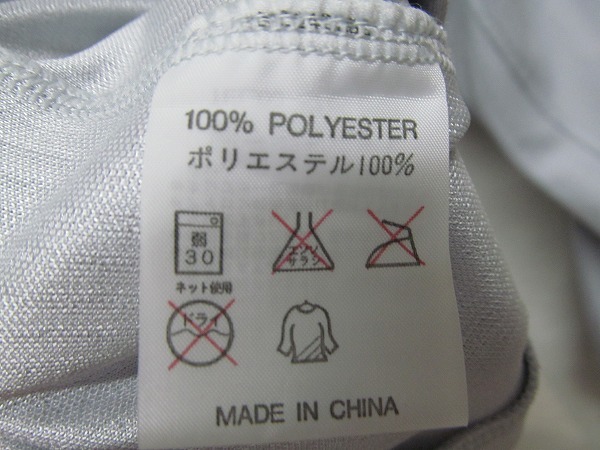 100% POLYESTER
ポリエステル100%
弱
30
エンソ
サラシ
ネット使用
ドライ
MADE IN CHINA